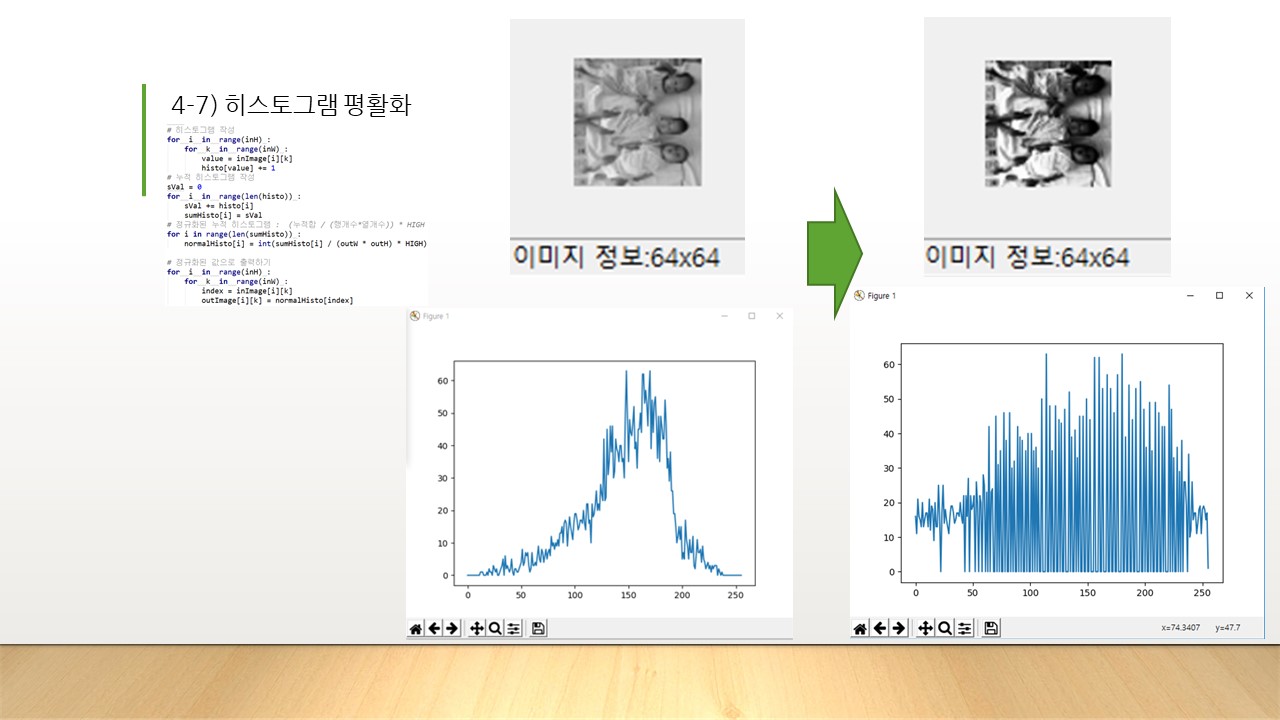 4-7) 히스토그램 평활화
# 히스토그램 작성
for i in range(inH) :
for k in range(inW) :
value = inImage[i][k]
histo[value] += 1
# 누적 히스토그램 작성
sVal = 0
for i in range(len(histo)) :
sVal += histo[i]
sumHisto[i] = sVal
# 정규화된 누적 히스토그램 : (누적합 / (행개수*열개수)) * HIGH
for i in range(len(sumHisto)) :
normalHisto[i] = int(sumHisto[i] / (outW * outH) * HIGH)
# 정규화된 값으로 출력하기
for i in range(inH) :
for k in range(inW) :
index = inImage[i][k]
outImage[i][k] = normalHisto[index]
이미지 정보:64x64
이미지 정보:64x64
Figure 1
60
50
40
30
20
10
0
0 50 100 150 200 250
Figure 1
60
50
40
30
20
10
0
0 50 100 150 200 250
x=74.3407 y=47.7